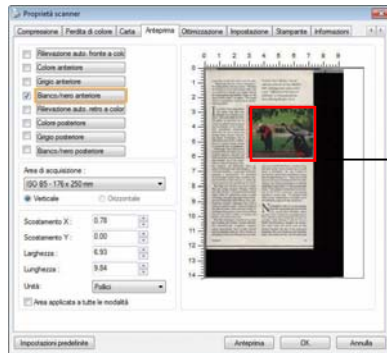 Proprietà scanner
Compressione Perdita di colore Carta Anteprima Ottimizzazione Impostazione Stampante Informazioni
Rilevazione auto. fronte a colo
Colore anteriore
Grigio anteriore
Bianco/nero anteriore
Rilevazione auto. retro a color
Colore posteriore
Grigio posteriore
Bianco/nero posteriore
Area di acquisizione :
ISO B5 - 176 x 250 mm
Verticale Orizzontale
Scostamento X : 0.78
Scostamento Y : 0.00
Larghezza : 6.93
Lunghezza : 9.84
Unità : Pollici
Area applicata a tutte le modalità
0 1 2 3 4 5 6 7 8 9
0
1
2
3
4
5
6
7
8
9
10
11
12
13
14
Impostazioni predefinite Anteprima OK Annulla